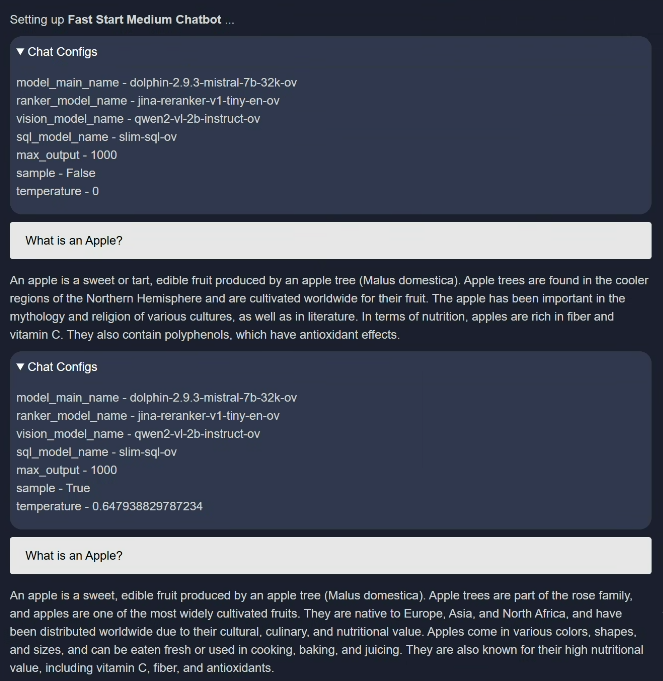 Setting up Fast Start Medium Chatbot ...
▼ Chat Configs
model_main_name - dolphin-2.9.3-mistral-7b-32k-ov
ranker_model_name - jina-reranker-v1-tiny-en-ov
vision_model_name - qwen2-vl-2b-instruct-ov
sql_model_name - slim-sql-ov
max_output - 1000
sample - False
temperature - 0
What is an Apple?
An apple is a sweet or tart, edible fruit produced by an apple tree (Malus domestica). Apple trees are found in the cooler
regions of the Northern Hemisphere and are cultivated worldwide for their fruit. The apple has been important in the
mythology and religion of various cultures, as well as in literature. In terms of nutrition, apples are rich in fiber and
vitamin C. They also contain polyphenols, which have antioxidant effects.
▼ Chat Configs
model_main_name - dolphin-2.9.3-mistral-7b-32k-ov
ranker_model_name - jina-reranker-v1-tiny-en-ov
vision_model_name - qwen2-vl-2b-instruct-ov
sql_model_name - slim-sql-ov
max_output - 1000
sample - True
temperature - 0.647938829787234
What is an Apple?
An apple is a sweet, edible fruit produced by an apple tree (Malus domestica). Apple trees are part of the rose family,
and apples are one of the most widely cultivated fruits. They are native to Europe, Asia, and North Africa, and have
been distributed worldwide due to their cultural, culinary, and nutritional value. Apples come in various colors, shapes,
and sizes, and can be eaten fresh or used in cooking, baking, and juicing. They are also known for their high nutritional
value, including vitamin C, fiber, and antioxidants.